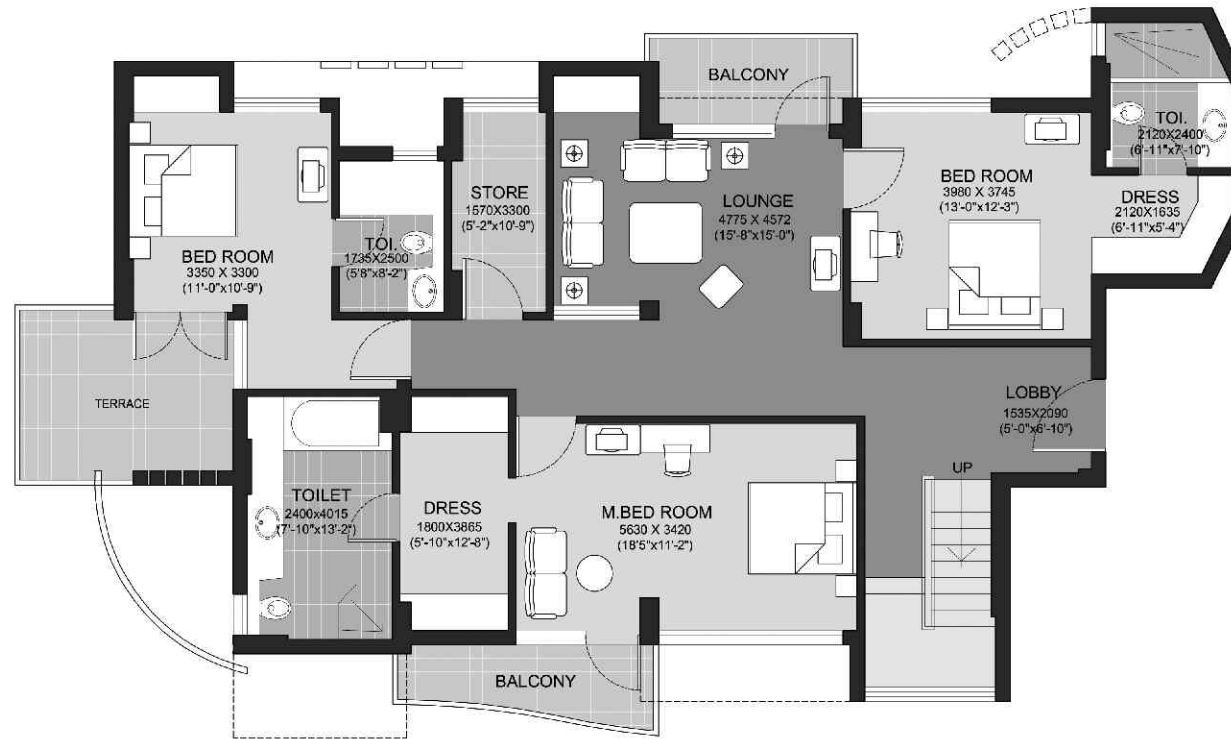 BALCONY
TOI.
2120X2400
(6'-11"x7'-10")
BED ROOM
3980 X 3745
(13'-0"x12'-3")
DRESS
2120X1635
(6'-11"x5'-4")
STORE
1570X3300
(5'-2"x10'-9")
LOUNGE
4775 X 4572
(15'-8"x15'-0")
BED ROOM
3350 X 3300
(11'-0"x10'-9")
TOI.
1735X2500
(5'8"x8'-2")
TERRACE
LOBBY
1535X2090
(5'-0"x6'-10")
UP
TOILET
2400x4015
(7'-10"x13'-2")
DRESS
1800X3865
(5'-10"x12'-8")
M.BED ROOM
5630 X 3420
(18'5"x11'-2")
BALCONY